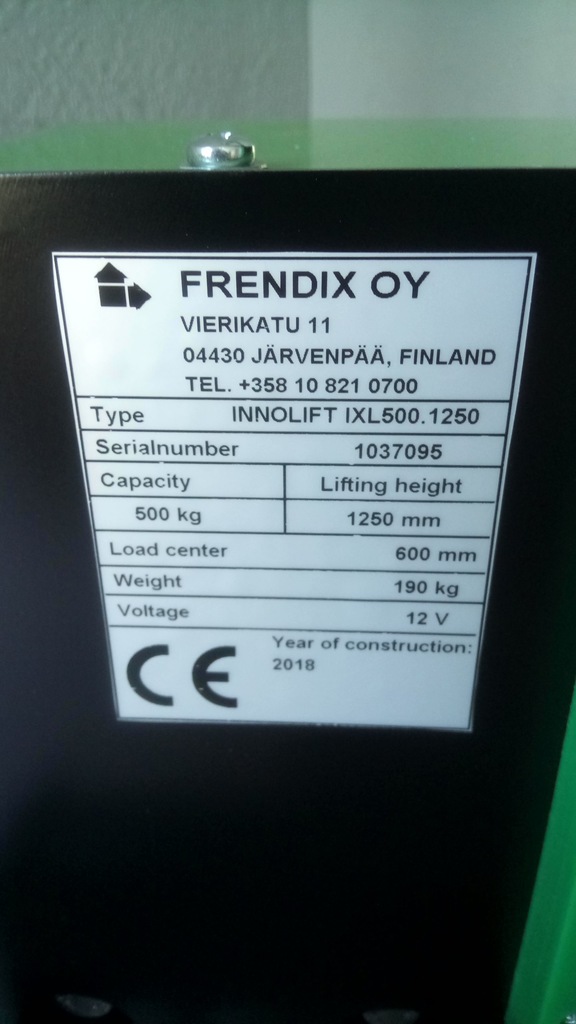 FRENDIX OY
VIERIKATU 11
04430 JÄRVENPÄÄ, FINLAND
TEL. +358 10 821 0700
Type INNOLIFT IXL500.1250
Serialnumber 1037095
Capacity Lifting height
500 kg 1250 mm
Load center 600 mm
Weight 190 kg
Voltage 12 V
CE Year of construction:
2018